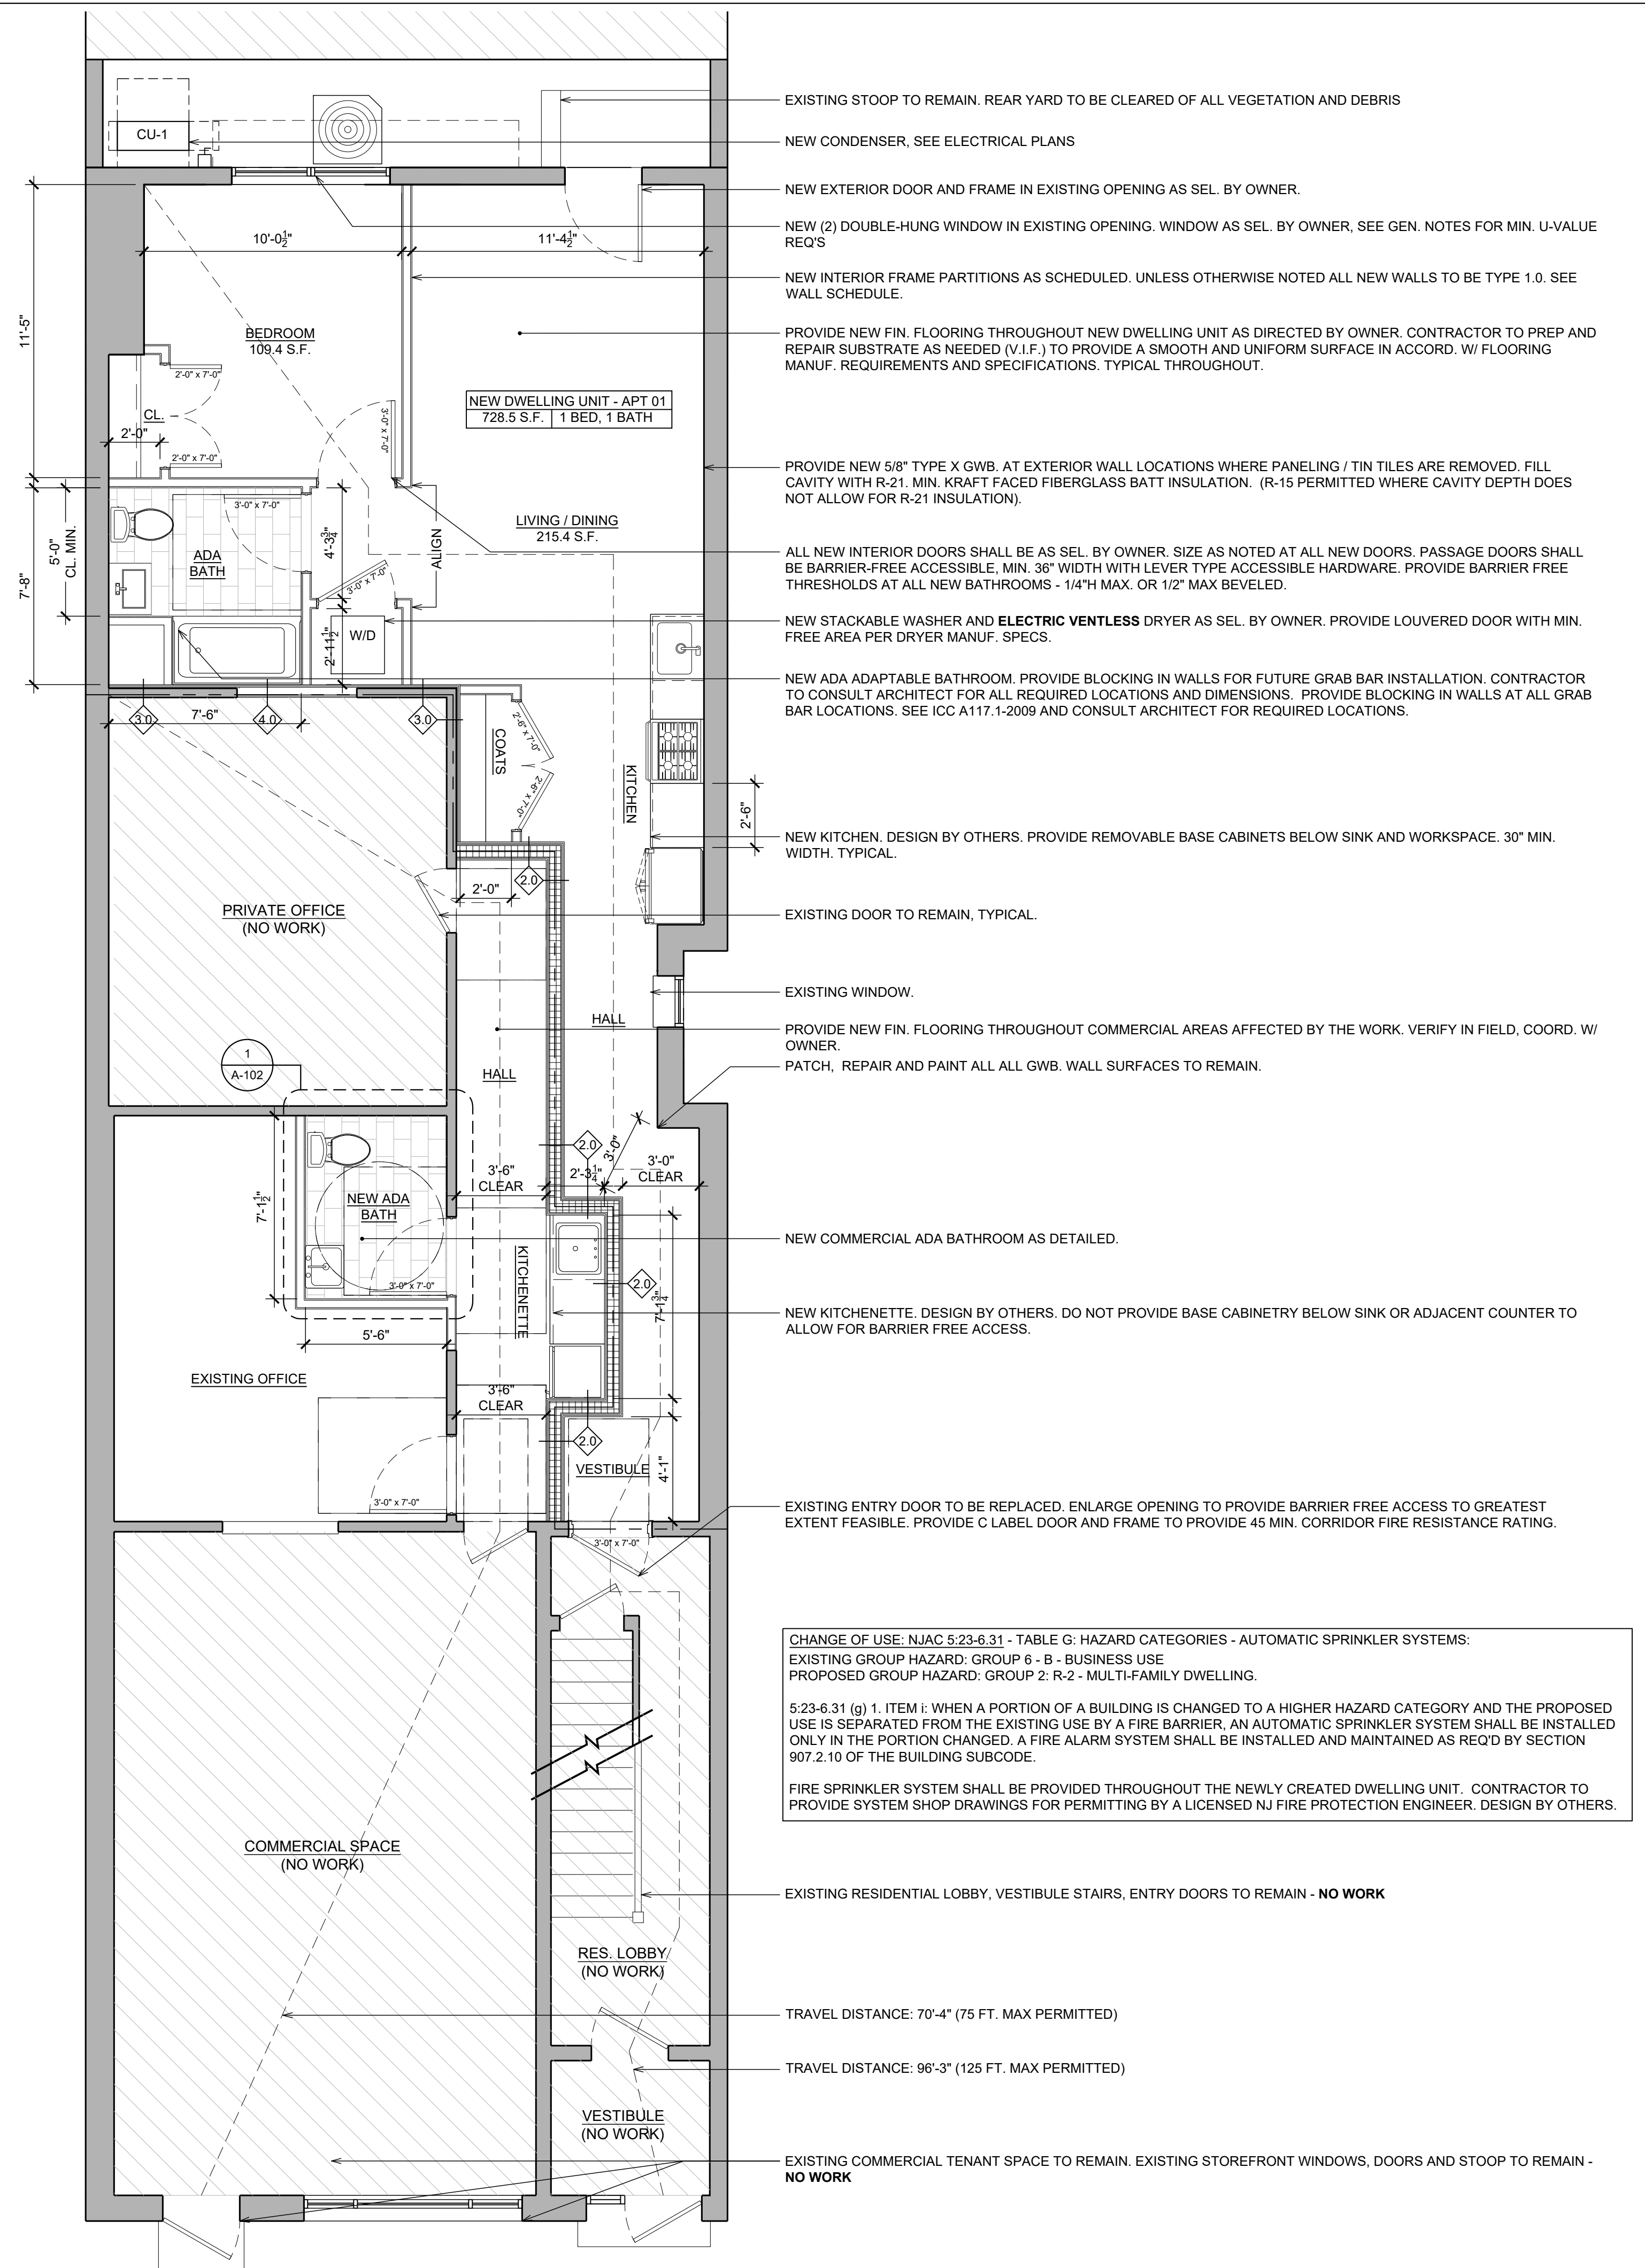 EXISTING STOOP TO REMAIN. REAR YARD TO BE CLEARED OF ALL VEGETATION AND DEBRIS
CU-1
NEW CONDENSER, SEE ELECTRICAL PLANS
NEW EXTERIOR DOOR AND FRAME IN EXISTING OPENING AS SEL. BY OWNER.
NEW (2) DOUBLE-HUNG WINDOW IN EXISTING OPENING. WINDOW AS SEL. BY OWNER, SEE GEN. NOTES FOR MIN. U-VALUE
REQ'S
10'-0½"
11'-4½"
NEW INTERIOR FRAME PARTITIONS AS SCHEDULED. UNLESS OTHERWISE NOTED ALL NEW WALLS TO BE TYPE 1.0. SEE
WALL SCHEDULE.
11'-5"
BEDROOM
109.4 S.F.
PROVIDE NEW FIN. FLOORING THROUGHOUT NEW DWELLING UNIT AS DIRECTED BY OWNER. CONTRACTOR TO PREP AND
REPAIR SUBSTRATE AS NEEDED (V.I.F.) TO PROVIDE A SMOOTH AND UNIFORM SURFACE IN ACCORD. W/ FLOORING
MANUF. REQUIREMENTS AND SPECIFICATIONS. TYPICAL THROUGHOUT.
2'-0" x 7'-0"
NEW DWELLING UNIT - APT 01
728.5 S.F. 1 BED, 1 BATH
CL.
3'-0" x 7'-0"
2'-0"
2'-0" x 7'-0"
PROVIDE NEW 5/8" TYPE X GWB. AT EXTERIOR WALL LOCATIONS WHERE PANELING / TIN TILES ARE REMOVED. FILL
CAVITY WITH R-21. MIN. KRAFT FACED FIBERGLASS BATT INSULATION. (R-15 PERMITTED WHERE CAVITY DEPTH DOES
NOT ALLOW FOR R-21 INSULATION).
3'-0" x 7'-0"
LIVING / DINING
215.4 S.F.
5'-0"
CL. MIN.
7'-8"
ADA
BATH
4'-3¾"
ALIGN
ALL NEW INTERIOR DOORS SHALL BE AS SEL. BY OWNER. SIZE AS NOTED AT ALL NEW DOORS. PASSAGE DOORS SHALL
BE BARRIER-FREE ACCESSIBLE, MIN. 36" WIDTH WITH LEVER TYPE ACCESSIBLE HARDWARE. PROVIDE BARRIER FREE
THRESHOLDS AT ALL NEW BATHROOMS - 1/4"H MAX. OR 1/2" MAX BEVELED.
3'-0" x 7'-0"
2'-11½"
W/D
NEW STACKABLE WASHER AND ELECTRIC VENTLESS DRYER AS SEL. BY OWNER. PROVIDE LOUVERED DOOR WITH MIN.
FREE AREA PER DRYER MANUF. SPECS.
NEW ADA ADAPTABLE BATHROOM. PROVIDE BLOCKING IN WALLS FOR FUTURE GRAB BAR INSTALLATION. CONTRACTOR
TO CONSULT ARCHITECT FOR ALL REQUIRED LOCATIONS AND DIMENSIONS. PROVIDE BLOCKING IN WALLS AT ALL GRAB
BAR LOCATIONS. SEE ICC A117.1-2009 AND CONSULT ARCHITECT FOR REQUIRED LOCATIONS.
3.0
7'-6"
4.0
3.0
2'-6" x 7'-0"
COATS
2'-6" x 7'-0"
KITCHEN
2'-6"
NEW KITCHEN. DESIGN BY OTHERS. PROVIDE REMOVABLE BASE CABINETS BELOW SINK AND WORKSPACE. 30" MIN.
WIDTH. TYPICAL.
2'-0"
2.0
PRIVATE OFFICE
(NO WORK)
EXISTING DOOR TO REMAIN, TYPICAL.
EXISTING WINDOW.
HALL
PROVIDE NEW FIN. FLOORING THROUGHOUT COMMERCIAL AREAS AFFECTED BY THE WORK. VERIFY IN FIELD, COORD. W/
OWNER.
1
A-102
HALL
PATCH, REPAIR AND PAINT ALL ALL GWB. WALL SURFACES TO REMAIN.
2.0
3'-0"
3'-6"
CLEAR
2'-3¼"
3'-0"
CLEAR
7'-1½"
NEW ADA
BATH
NEW COMMERCIAL ADA BATHROOM AS DETAILED.
3'-0" x 7'-0"
KITCHENETTE
2.0
7'-1¾"
NEW KITCHENETTE. DESIGN BY OTHERS. DO NOT PROVIDE BASE CABINETRY BELOW SINK OR ADJACENT COUNTER TO
ALLOW FOR BARRIER FREE ACCESS.
5'-6"
EXISTING OFFICE
3'-6"
CLEAR
2.0
VESTIBULE
4'-1"
3'-0" x 7'-0"
EXISTING ENTRY DOOR TO BE REPLACED. ENLARGE OPENING TO PROVIDE BARRIER FREE ACCESS TO GREATEST
EXTENT FEASIBLE. PROVIDE C LABEL DOOR AND FRAME TO PROVIDE 45 MIN. CORRIDOR FIRE RESISTANCE RATING.
3'-0" x 7'-0"
CHANGE OF USE: NJAC 5:23-6.31 - TABLE G: HAZARD CATEGORIES - AUTOMATIC SPRINKLER SYSTEMS:
EXISTING GROUP HAZARD: GROUP 6 - B - BUSINESS USE
PROPOSED GROUP HAZARD: GROUP 2: R-2 - MULTI-FAMILY DWELLING.
5:23-6.31 (g) 1. ITEM i: WHEN A PORTION OF A BUILDING IS CHANGED TO A HIGHER HAZARD CATEGORY AND THE PROPOSED
USE IS SEPARATED FROM THE EXISTING USE BY A FIRE BARRIER, AN AUTOMATIC SPRINKLER SYSTEM SHALL BE INSTALLED
ONLY IN THE PORTION CHANGED. A FIRE ALARM SYSTEM SHALL BE INSTALLED AND MAINTAINED AS REQ'D BY SECTION
907.2.10 OF THE BUILDING SUBCODE.
FIRE SPRINKLER SYSTEM SHALL BE PROVIDED THROUGHOUT THE NEWLY CREATED DWELLING UNIT. CONTRACTOR TO
PROVIDE SYSTEM SHOP DRAWINGS FOR PERMITTING BY A LICENSED NJ FIRE PROTECTION ENGINEER. DESIGN BY OTHERS.
COMMERCIAL SPACE
(NO WORK)
EXISTING RESIDENTIAL LOBBY, VESTIBULE STAIRS, ENTRY DOORS TO REMAIN - NO WORK
RES. LOBBY
(NO WORK)
TRAVEL DISTANCE: 70'-4" (75 FT. MAX PERMITTED)
TRAVEL DISTANCE: 96'-3" (125 FT. MAX PERMITTED)
VESTIBULE
(NO WORK)
EXISTING COMMERCIAL TENANT SPACE TO REMAIN. EXISTING STOREFRONT WINDOWS, DOORS AND STOOP TO REMAIN -
NO WORK